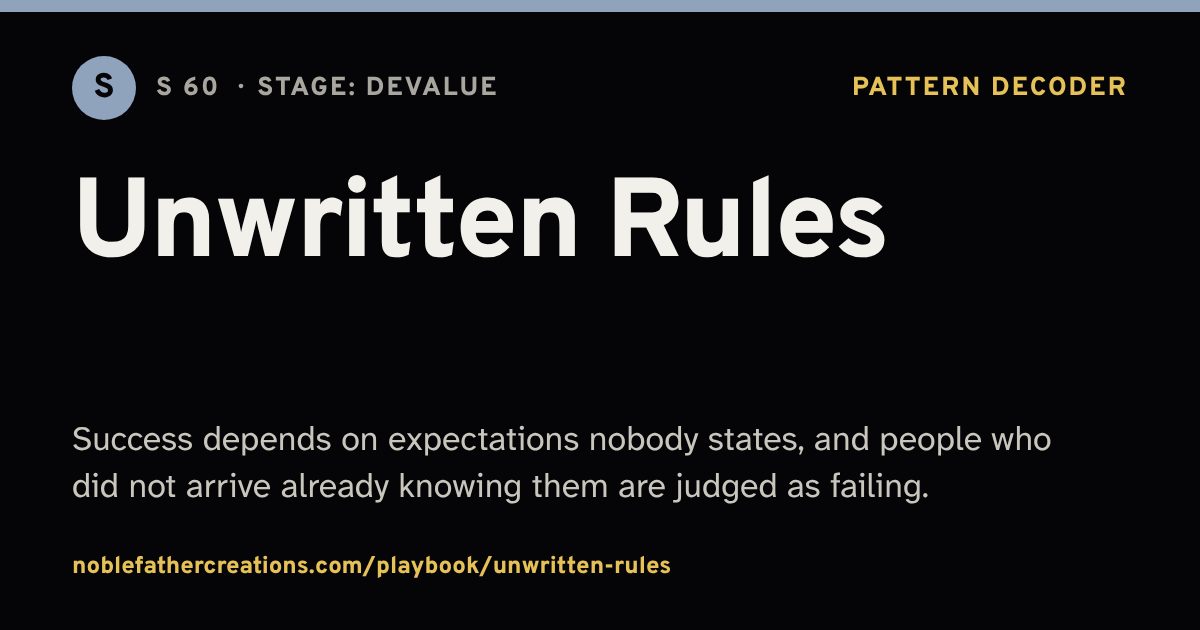 S
S 60 · STAGE: DEVALUE
PATTERN DECODER
Unwritten Rules
Success depends on expectations nobody states, and people who
did not arrive already knowing them are judged as failing.
noblefathercreations.com/playbook/unwritten-rules